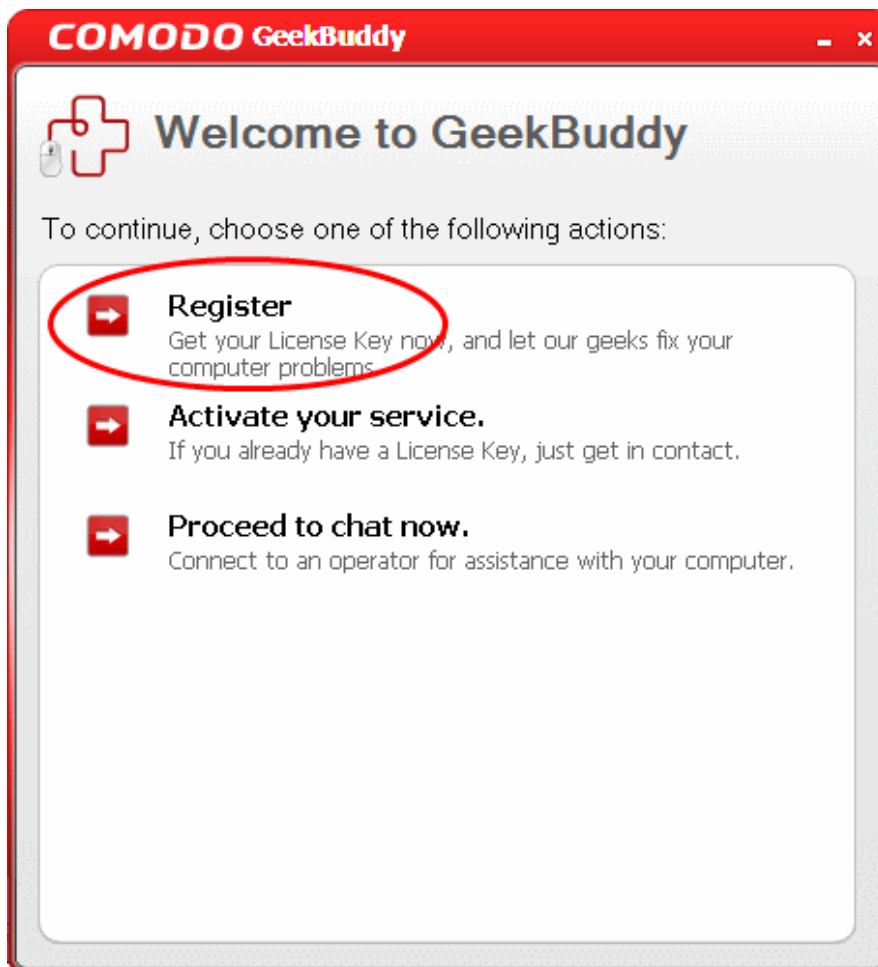 COMODO GeekBuddy
Welcome to GeekBuddy
To continue, choose one of the following actions:
Register
Get your License Key now, and let our geeks fix your
computer problems.
Activate your service.
If you already have a License Key, just get in contact.
Proceed to chat now.
Connect to an operator for assistance with your computer.